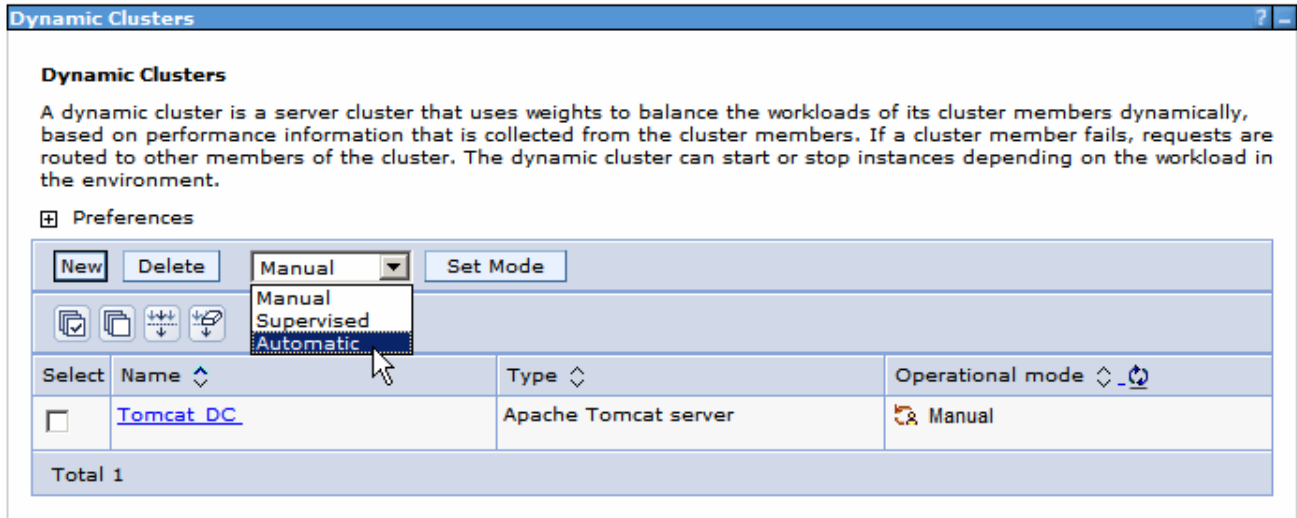 Dynamic Clusters ? _
Dynamic Clusters
A dynamic cluster is a server cluster that uses weights to balance the workloads of its cluster members dynamically,
based on performance information that is collected from the cluster members. If a cluster member fails, requests are
routed to other members of the cluster. The dynamic cluster can start or stop instances depending on the workload in
the environment.
Preferences
New Delete Manual Set Mode
Manual
Supervised
Automatic
Select Name Type Operational mode
Tomcat_DC Apache Tomcat server Manual
Total 1